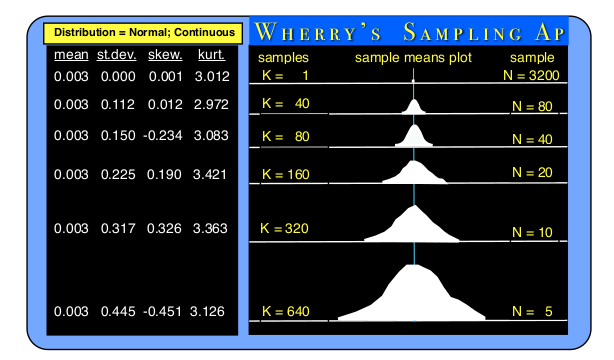 Distribution = Normal; Continuous
WHERRY'S SAMPLING AP
mean st.dev. skew. kurt.
samples sample means plot sample
0.003 0.000 0.001 3.012 K = 1 N = 3200
0.003 0.112 0.012 2.972 K = 40 N = 80
0.003 0.150 -0.234 3.083 K = 80 N = 40
0.003 0.225 0.190 3.421 K = 160 N = 20
0.003 0.317 0.326 3.363 K = 320 N = 10
0.003 0.445 -0.451 3.126 K = 640 N = 5